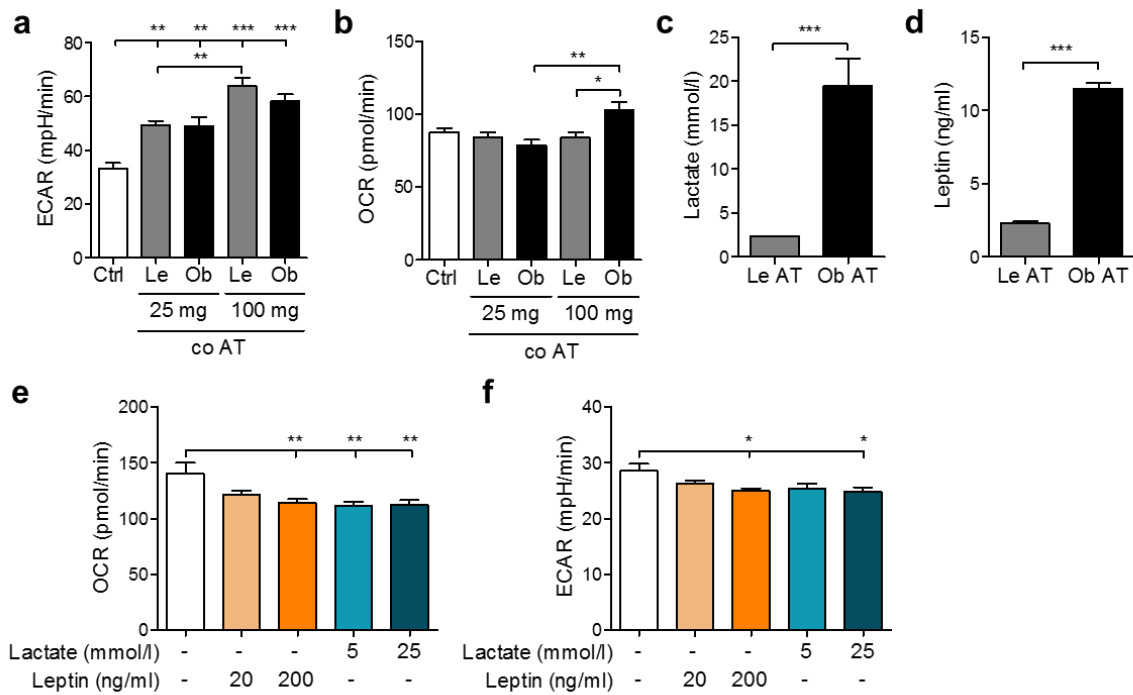 a
ECAR (mpH/min)
80
60
40
20
0
** ** *** ***
**
Ctrl Le Ob Le Ob
25 mg 100 mg
co AT
b
OCR (pmol/min)
150
100
50
0
**
*
Ctrl Le Ob Le Ob
25 mg 100 mg
co AT
c
Lactate (mmol/l)
25
20
15
10
5
0
***
Le AT Ob AT
d
Leptin (ng/ml)
15
10
5
0
***
Le AT Ob AT
e
OCR (pmol/min)
200
150
100
50
0
** ** **
Lactate (mmol/l) - - - 5 25
Leptin (ng/ml) - 20 200 - -
f
ECAR (mpH/min)
40
30
20
10
0
* *
Lactate (mmol/l) - - - 5 25
Leptin (ng/ml) - 20 200 - -